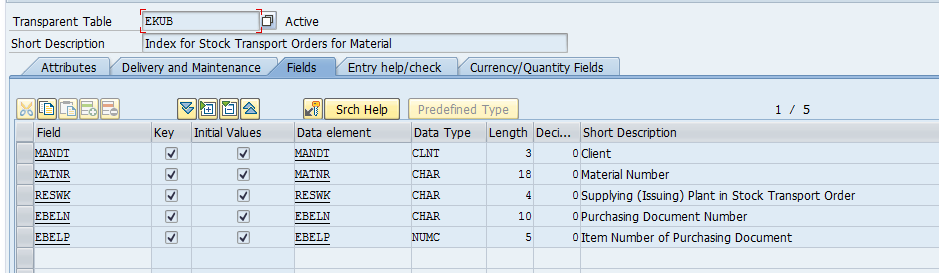 Transparent Table EKUB Active
Short Description Index for Stock Transport Orders for Material
Attributes Delivery and Maintenance Fields Entry help/check Currency/Quantity Fields
Srch Help Predefined Type 1 / 5
Field Key Initial Values Data element Data Type Length Deci... Short Description
MANDT MANDT CLNT 3 0 Client
MATNR MATNR CHAR 18 0 Material Number
RESWK RESWK CHAR 4 0 Supplying (Issuing) Plant in Stock Transport Order
EBELN EBELN CHAR 10 0 Purchasing Document Number
EBELP EBELP NUMC 5 0 Item Number of Purchasing Document